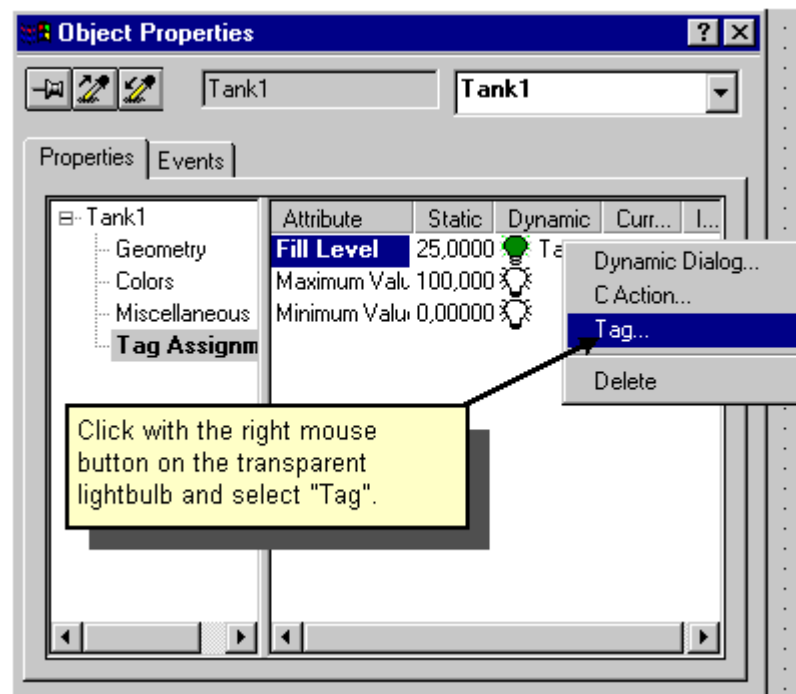 Object Properties
Tank1 Tank1
Properties Events
Tank1
Geometry
Colors
Miscellaneous
Tag Assignm
Attribute Static Dynamic Curr... I...
Fill Level 25,0000 Ta
Maximum Valu 100,000
Minimum Valu 0,00000
Dynamic Dialog...
C Action...
Tag...
Delete
Click with the right mouse
button on the transparent
lightbulb and select "Tag".